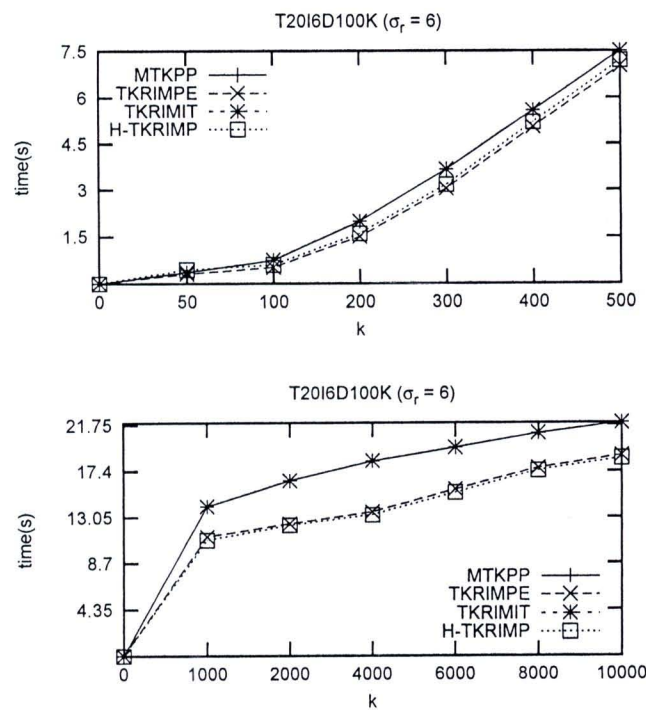 T20I6D100K (σr = 6)
7.5
6
4.5
3
1.5
time(s)
MTKPP
TKRIMPE
TKRIMIT
H-TKRIMP
0 50 100 200 300 400 500
k
T20I6D100K (σr = 6)
21.75
17.4
13.05
8.7
4.35
time(s)
MTKPP
TKRIMPE
TKRIMIT
H-TKRIMP
0 1000 2000 4000 6000 8000 10000
k